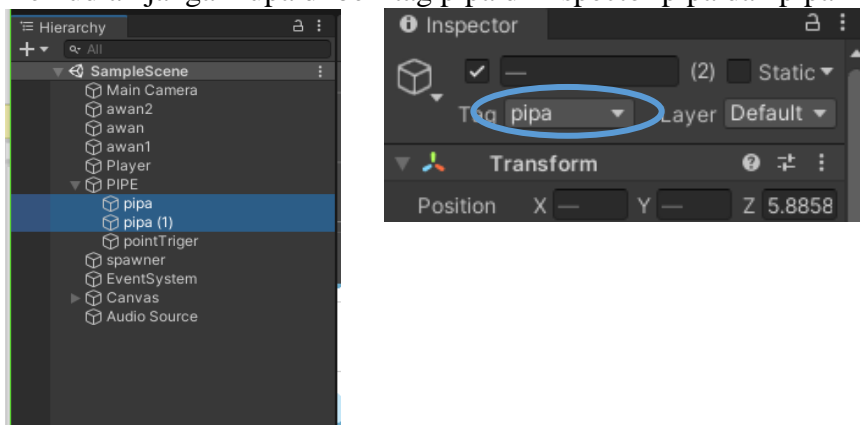 Hierarchy
All
SampleScene
Main Camera
awan2
awan
awan1
Player
PIPE
pipa
pipa (1)
pointTriger
spawner
EventSystem
Canvas
Audio Source
Inspector
— (2) Static
Tag pipa Layer Default
Transform
Position X — Y — Z 5.8858